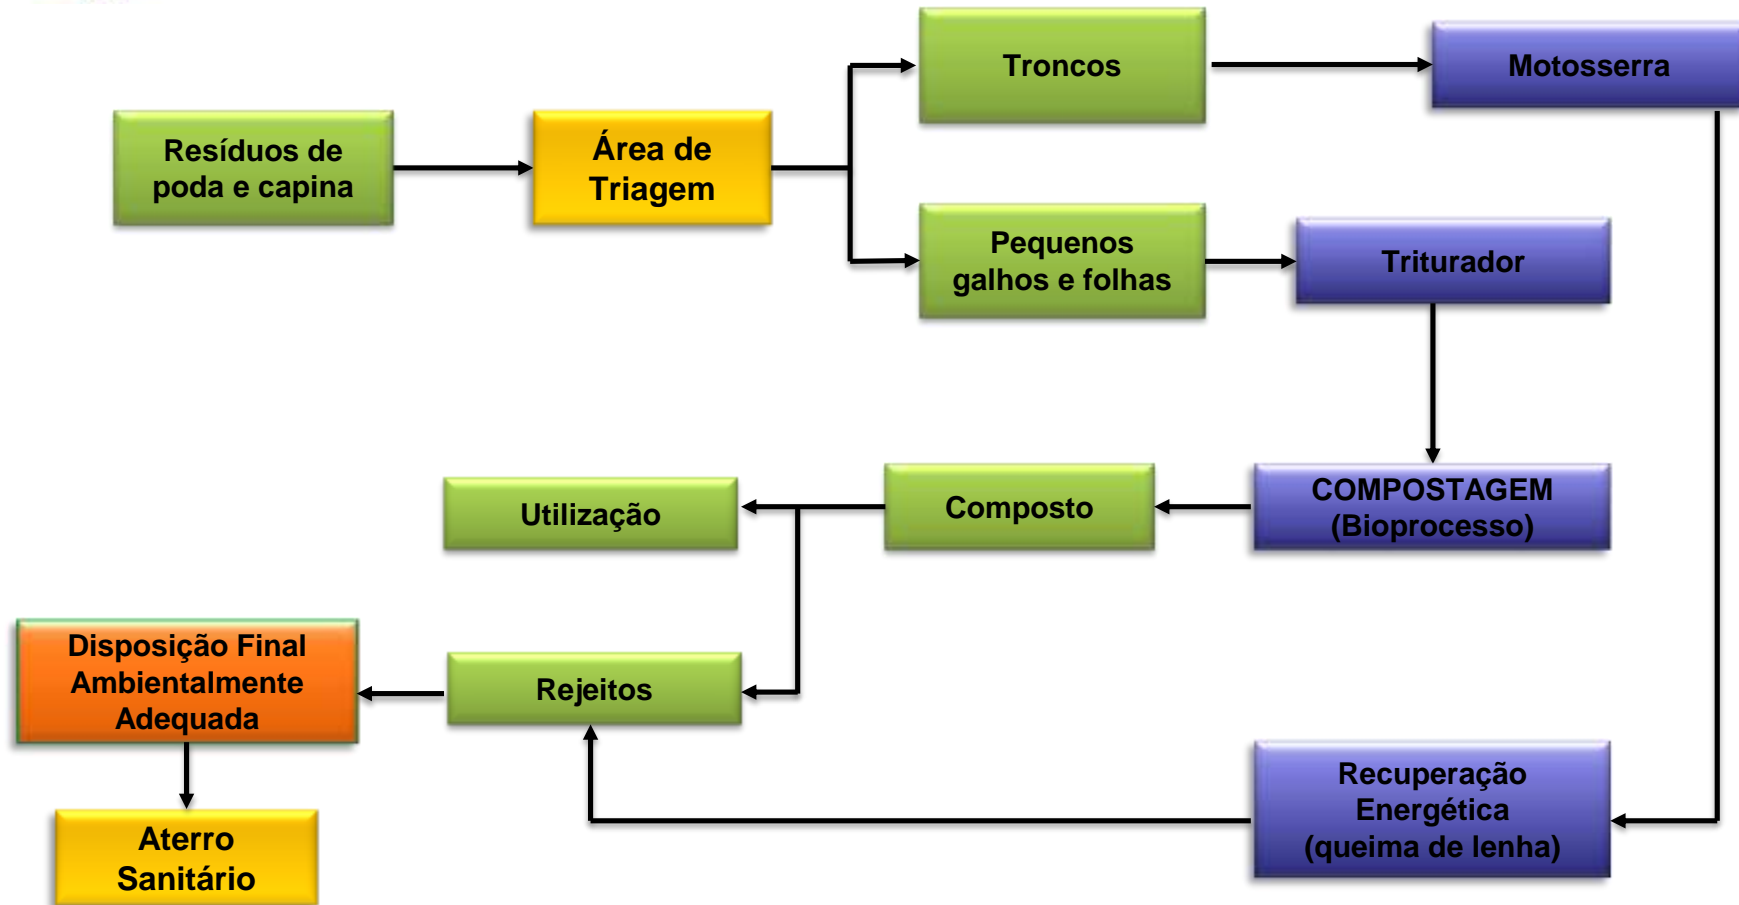 Resíduos de
poda e capina
Área de
Triagem
Troncos
Motosserra
Pequenos
galhos e folhas
Triturador
COMPOSTAGEM
(Bioprocesso)
Composto
Utilização
Rejeitos
Disposição Final
Ambientalmente
Adequada
Aterro
Sanitário
Recuperação
Energética
(queima de lenha)